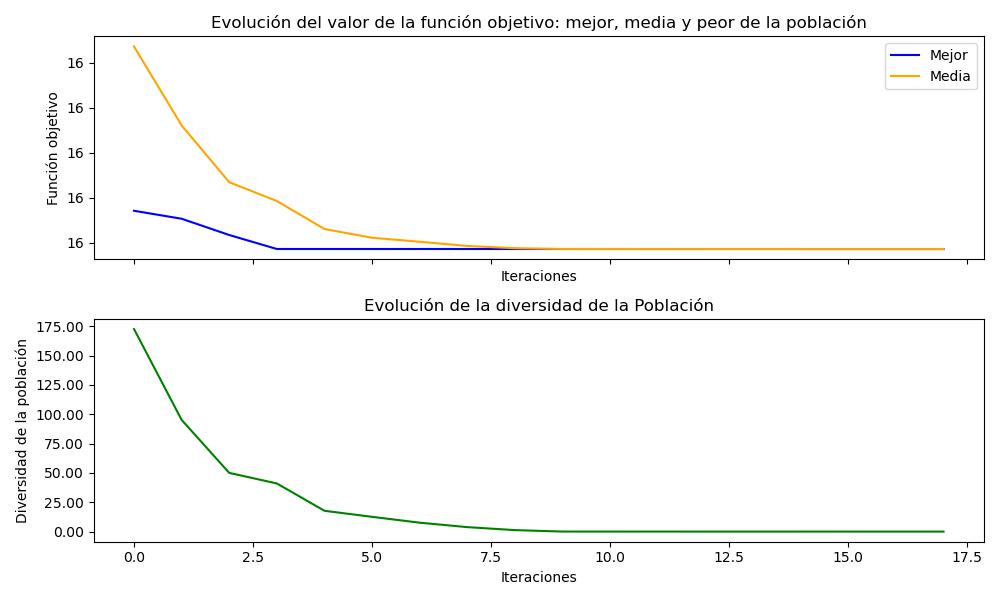 Evolución del valor de la función objetivo: mejor, media y peor de la población
Mejor
Media
16
16
16
16
16
Función objetivo
Iteraciones
Evolución de la diversidad de la Población
175.00
150.00
125.00
100.00
75.00
50.00
25.00
0.00
Diversidad de la población
0.0 2.5 5.0 7.5 10.0 12.5 15.0 17.5
Iteraciones